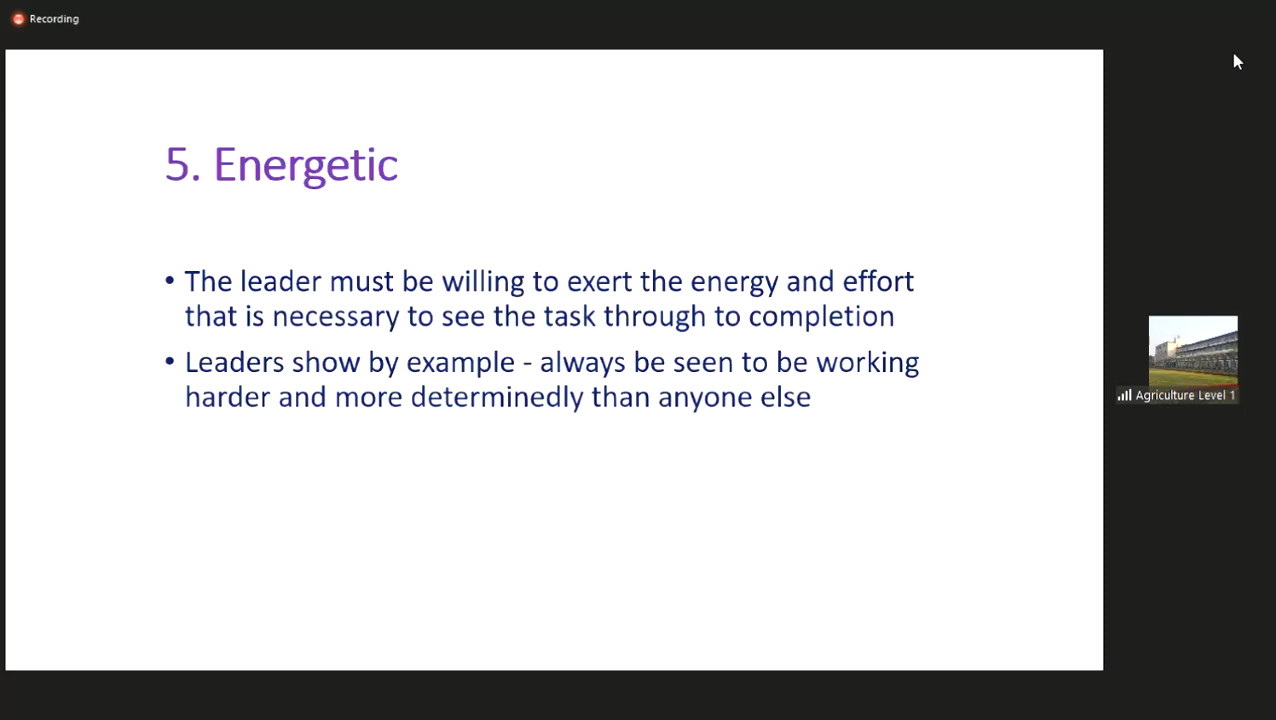 Recording
5. Energetic
• The leader must be willing to exert the energy and effort
that is necessary to see the task through to completion
• Leaders show by example - always be seen to be working
harder and more determinedly than anyone else
Agriculture Level 1